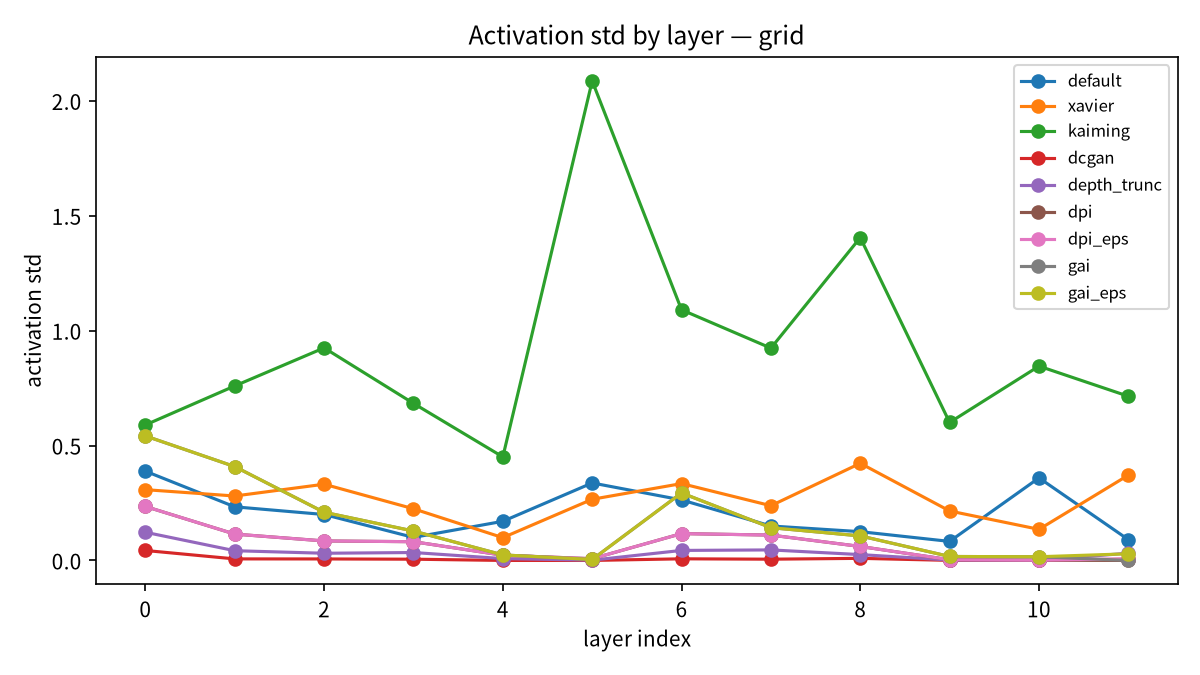 Activation std by layer — grid
activation std
2.0
1.5
1.0
0.5
0.0
0
2
4
6
8
10
layer index
default
xavier
kaiming
dcgan
depth_trunc
dpi
dpi_eps
gai
gai_eps